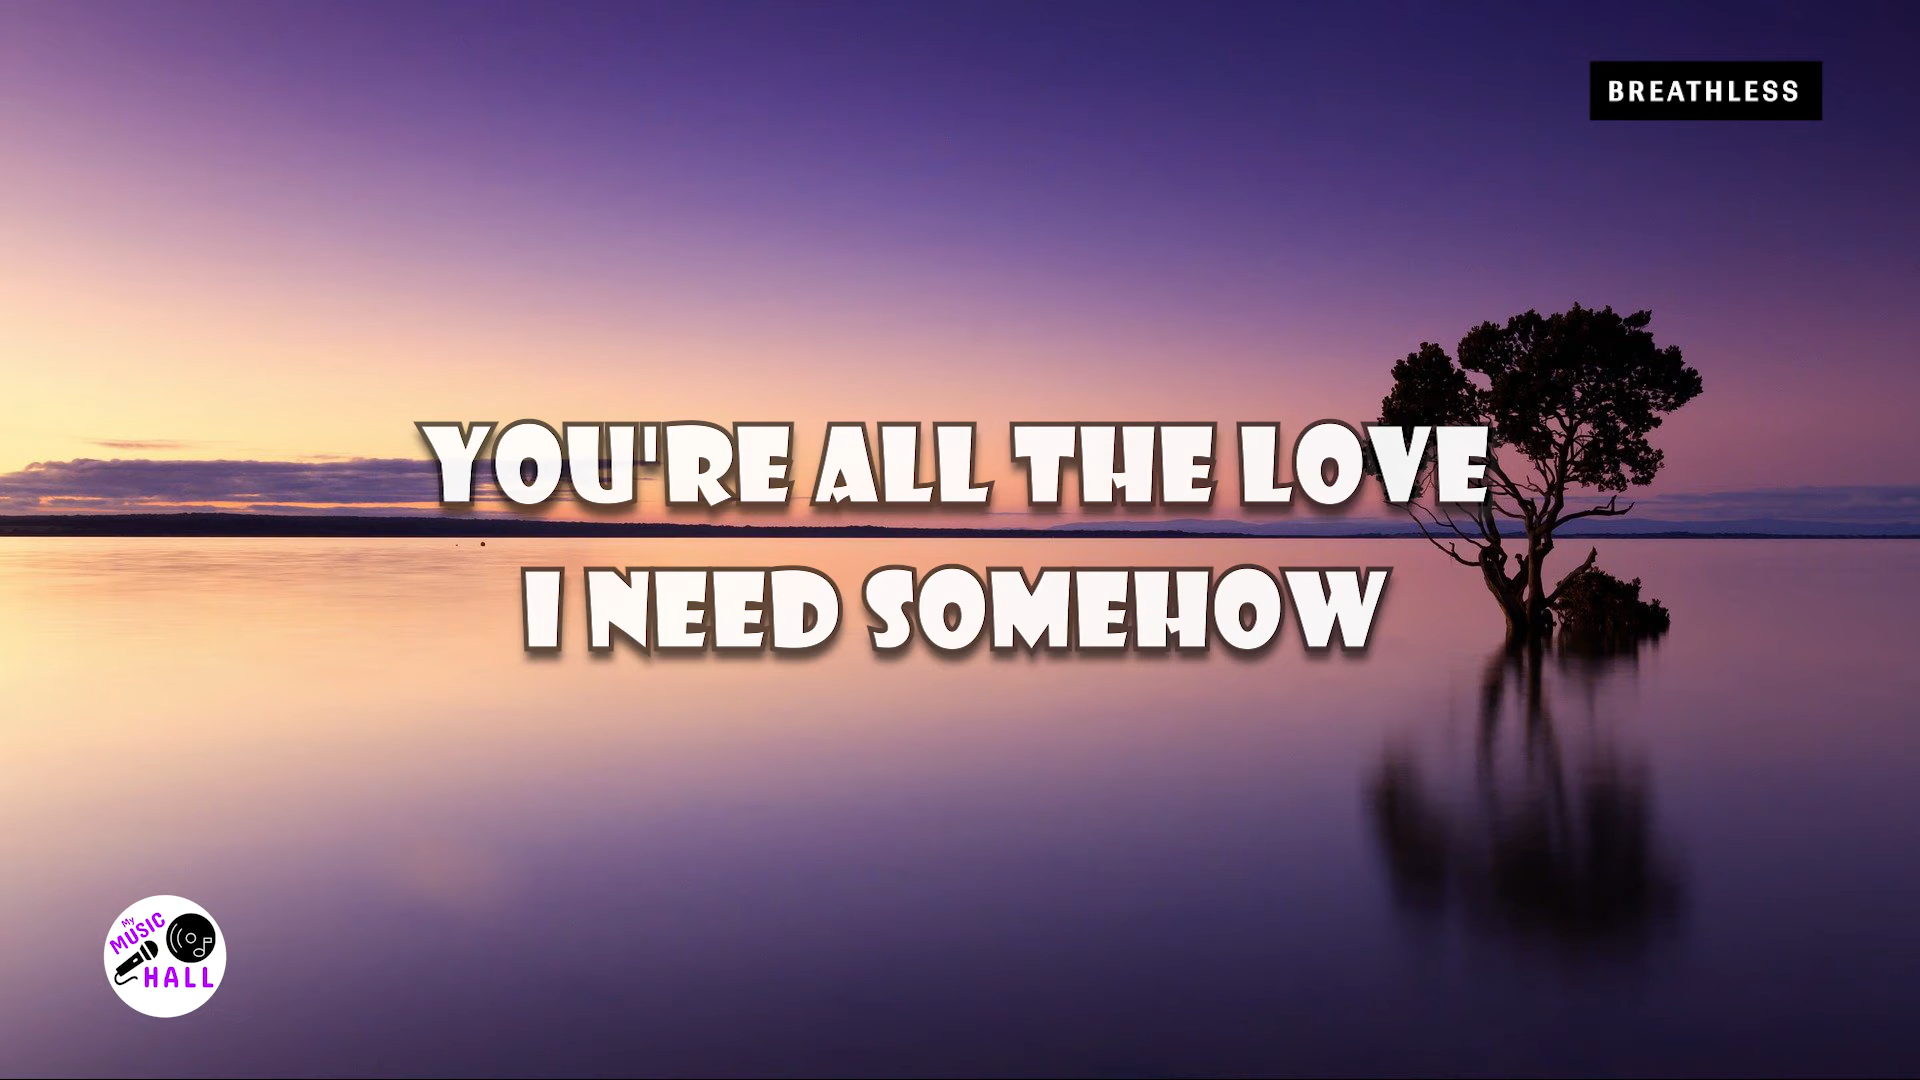 BREATHLESS
YOU'RE ALL THE LOVE
I NEED SOMEHOW
My
MUSIC
HALL